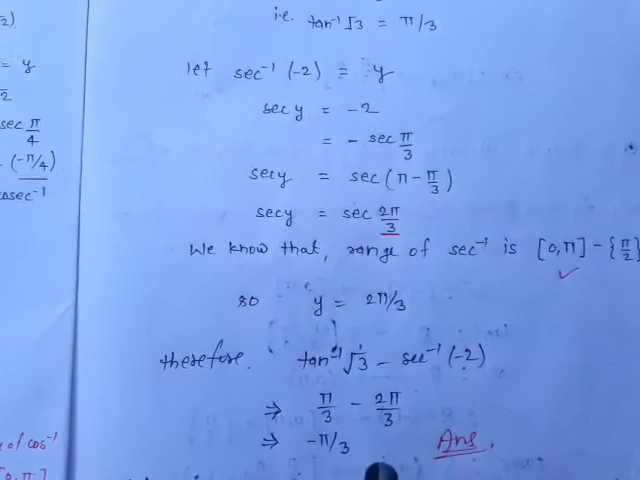 2)
= y
√2
sec π/4
(-π/4)
cosec⁻¹
of cos⁻¹
[0, π]
i.e. tan⁻¹ √3 = π/3
let sec⁻¹ (-2) = y
sec y = -2
= - sec π/3
sec y = sec (π - π/3)
sec y = sec 2π/3
We know that, range of sec⁻¹ is [0, π] - {π/2}
so y = 2π/3
therefore. tan⁻¹ √3 - sec⁻¹ (-2)
⇒ π/3 - 2π/3
⇒ -π/3 Ans.